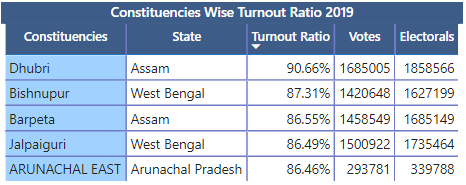 Constituencies Wise Turnout Ratio 2019
Constituencies State Turnout Ratio Votes Electorals
Dhubri Assam 90.66% 1685005 1858566
Bishnupur West Bengal 87.31% 1420648 1627199
Barpeta Assam 86.55% 1458549 1685149
Jalpaiguri West Bengal 86.49% 1500922 1735464
ARUNACHAL EAST Arunachal Pradesh 86.46% 293781 339788